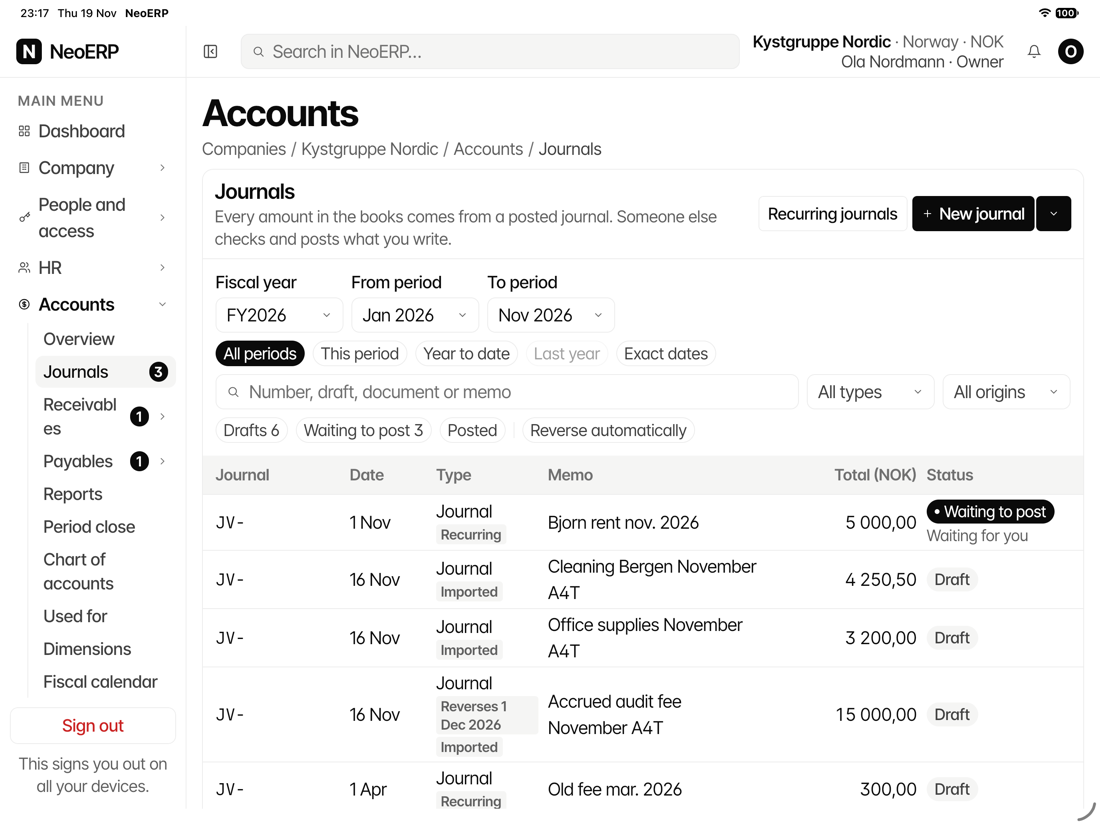 23:17 Thu 19 Nov NeoERP
100
N NeoERP
Search in NeoERP...
Kystgruppe Nordic · Norway · NOK
Ola Nordmann · Owner
O
MAIN MENU
Dashboard
Company
People and
access
HR
Accounts
Overview
Journals 3
Receivabl
es 1
Payables 1
Reports
Period close
Chart of
accounts
Used for
Dimensions
Fiscal calendar
Sign out
This signs you out on
all your devices.
Accounts
Companies / Kystgruppe Nordic / Accounts / Journals
Journals
Every amount in the books comes from a posted journal. Someone else
checks and posts what you write.
Recurring journals
+ New journal
Fiscal year From period To period
FY2026 Jan 2026 Nov 2026
All periods This period Year to date Last year Exact dates
Number, draft, document or memo All types All origins
Drafts 6 Waiting to post 3 Posted Reverse automatically
Journal Date Type Memo Total (NOK) Status
JV- 1 Nov Journal Bjorn rent nov. 2026 5 000,00 • Waiting to post
Recurring Waiting for you
JV- 16 Nov Journal Cleaning Bergen November 4 250,50 Draft
Imported A4T
JV- 16 Nov Journal Office supplies November 3 200,00 Draft
Imported A4T
JV- 16 Nov Journal Accrued audit fee 15 000,00 Draft
Reverses 1 November A4T
Dec 2026
Imported
JV- 1 Apr Journal Old fee mar. 2026 300,00 Draft
Recurring